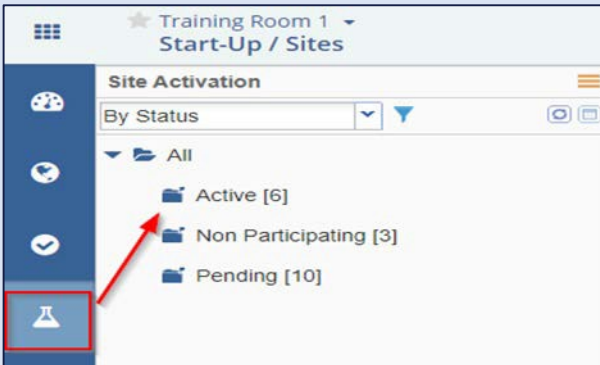 Training Room 1
Start-Up / Sites
Site Activation
By Status
All
Active [6]
Non Participating [3]
Pending [10]